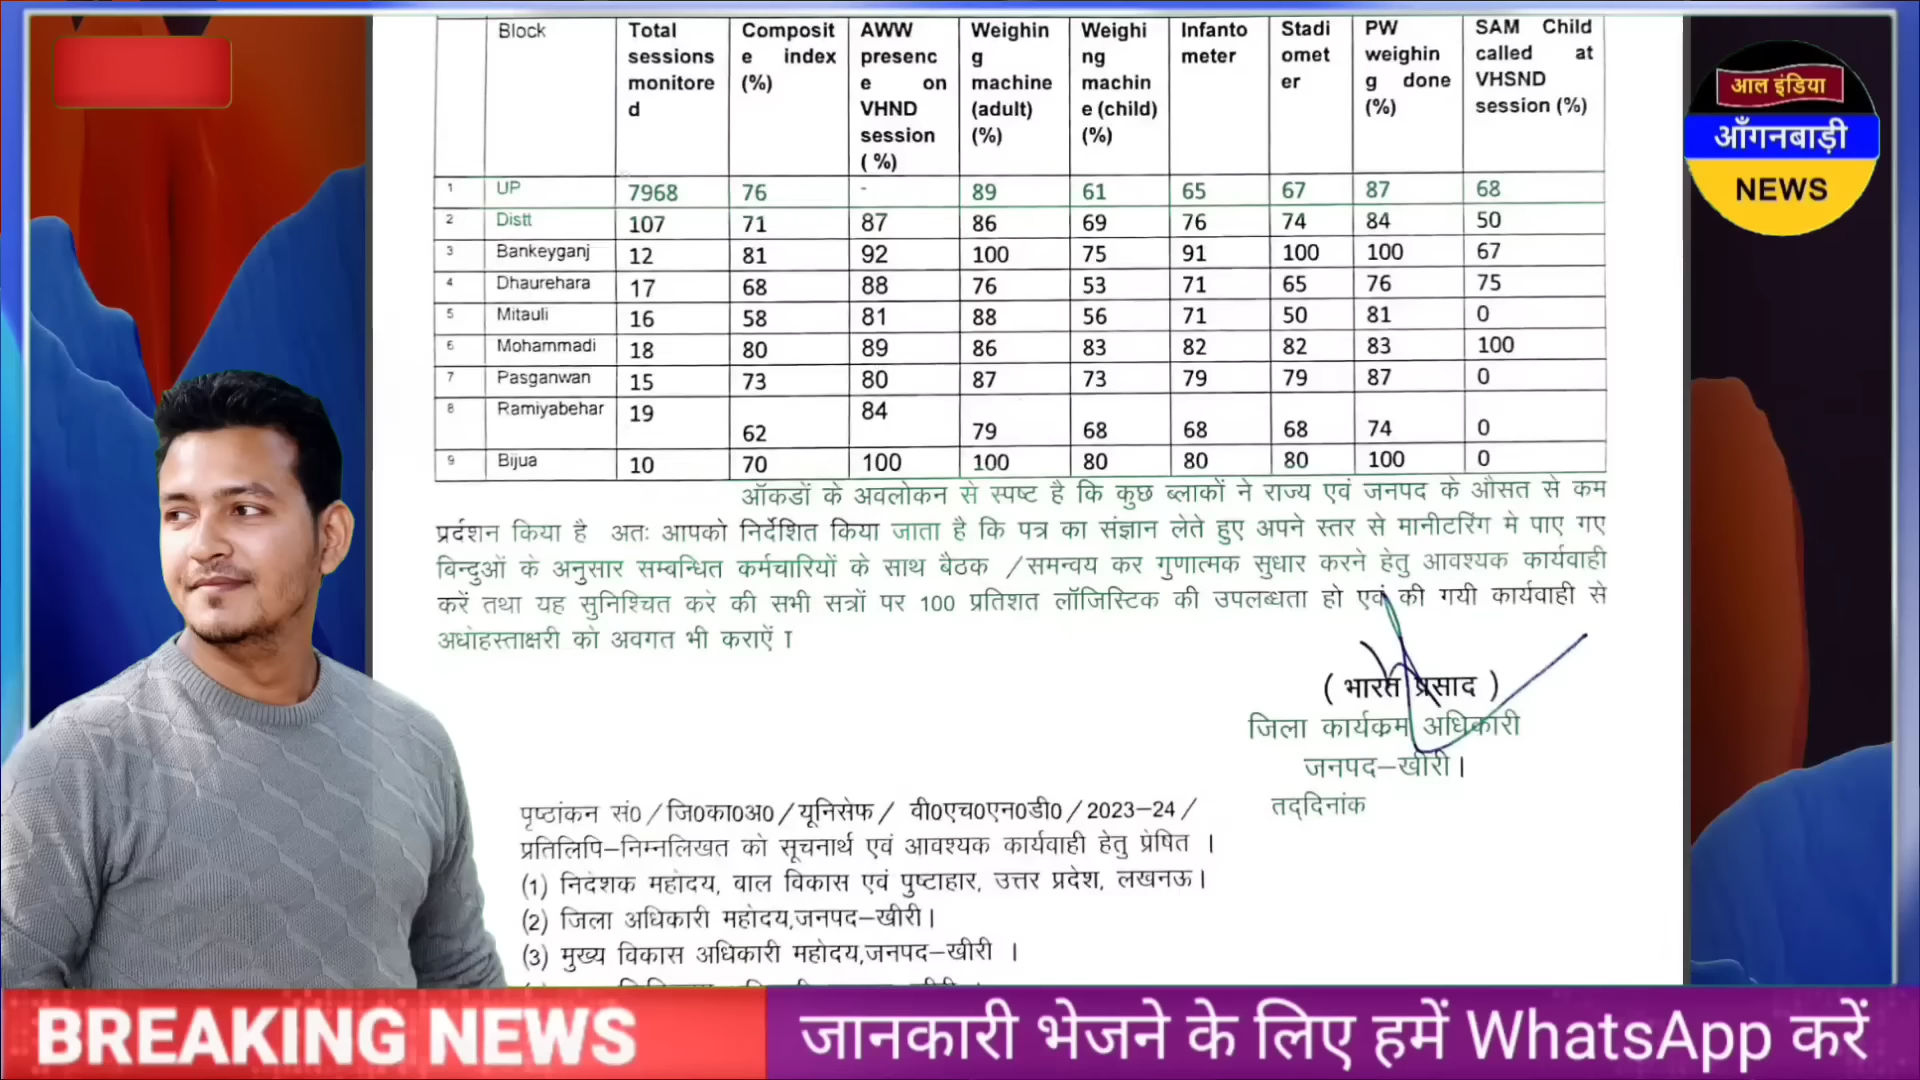 Block | Total sessions monitored | Composite index (%) | AWW presence on VHND session ( %) | Weighing machine (adult) (%) | Weighing machine (child) (%) | Infantometer | Stadiometer | PW weighing done (%) | SAM Child called at VHSND session (%)
1 UP 7968 76 - 89 61 65 67 87 68
2 Distt 107 71 87 86 69 76 74 84 50
3 Bankeyganj 12 81 92 100 75 91 100 100 67
4 Dhaurehara 17 68 88 76 53 71 65 76 75
5 Mitauli 16 58 81 88 56 71 50 81 0
6 Mohammadi 18 80 89 86 83 82 82 83 100
7 Pasganwan 15 73 80 87 73 79 79 87 0
8 Ramiyabehar 19 62 84 79 68 68 68 74 0
9 Bijua 10 70 100 100 80 80 80 100 0
ऑकडों के अवलोकन से स्पष्ट है कि कुछ ब्लाकों ने राज्य एवं जनपद के औसत से कम
प्रर्दशन किया है अतः आपको निर्देशित किया जाता है कि पत्र का संज्ञान लेते हुए अपने स्तर से मानीटरिंग मे पाए गए
बिन्दुओं के अनुसार सम्बन्धित कर्मचारियों के साथ बैठक /समन्वय कर गुणात्मक सुधार करने हेतु आवश्यक कार्यवाही
करें तथा यह सुनिश्चित करे की सभी सत्रों पर 100 प्रतिशत लॉजिस्टिक की उपलब्धता हो एवं की गयी कार्यवाही से
अधोहस्ताक्षरी को अवगत भी कराऐं I
( भारत प्रसाद )
जिला कार्यकम अधिकारी
जनपद–खीरी।
तद्दिनांक
पृष्ठांकन सं0/जि0का0अ0/यूनिसेफ/ वी0एच0एन0डी0/2023–24/
प्रतिलिपि–निम्नलिखत को सूचनार्थ एवं आवश्यक कार्यवाही हेतु प्रेषित ।
(1) निदेशक महोदय, बाल विकास एवं पुष्टाहार, उत्तर प्रदेश, लखनऊ।
(2) जिला अधिकारी महोदय,जनपद–खीरी।
(3) मुख्य विकास अधिकारी महोदय,जनपद–खीरी ।
आल इंडिया
आँगनबाड़ी
NEWS
BREAKING NEWS
जानकारी भेजने के लिए हमें WhatsApp करें